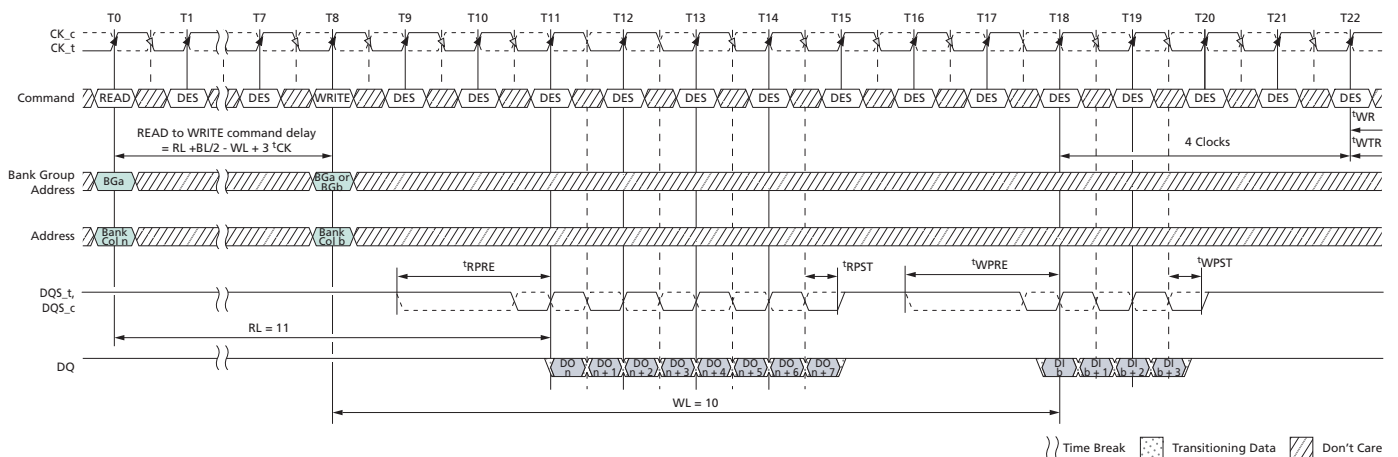 T0 T1 T7 T8 T9 T10 T11 T12 T13 T14 T15 T16 T17 T18 T19 T20 T21 T22
CK_c
CK_t
Command READ DES DES WRITE DES DES DES DES DES DES DES DES DES DES DES DES DES DES
tWR
READ to WRITE command delay
= RL +BL/2 - WL + 3 tCK
4 Clocks
tWTR
Bank Group
Address
BGa
BGa or
BGb
Address
Bank
Col n
Bank
Col b
tRPRE tRPST tWPRE tWPST
DQS_t,
DQS_c
RL = 11
DQ
DO
n
DO
n + 1
DO
n + 2
DO
n + 3
DO
n + 4
DO
n + 5
DO
n + 6
DO
n + 7
DI
b
DI
b + 1
DI
b + 2
DI
b + 3
WL = 10
Time Break Transitioning Data Don't Care